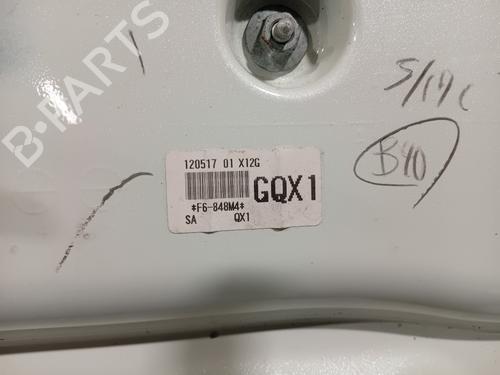 B-PARTS
120517 01 X12G
GQX1
*F6-848M4*
SA QX1
B40